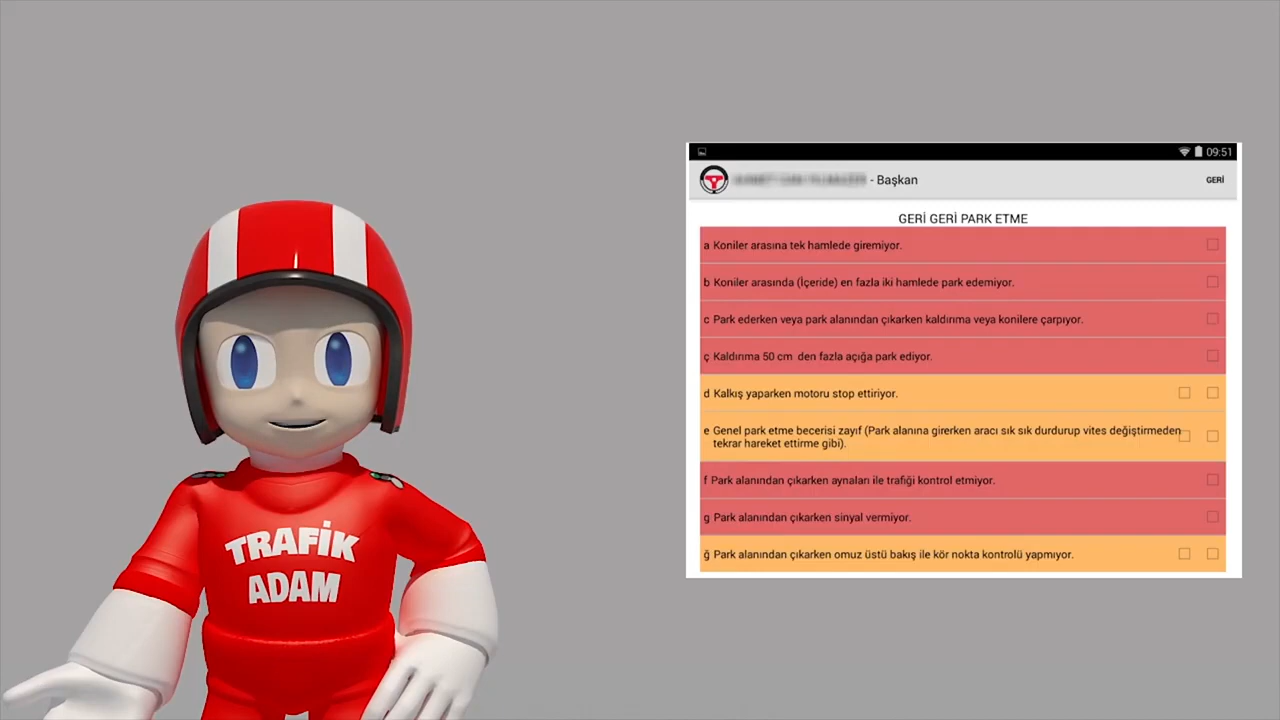 TRAFİK
ADAM
09:51
- Başkan
GERİ
GERİ GERİ PARK ETME
a Koniler arasına tek hamlede giremiyor.
b Koniler arasında (İçeride) en fazla iki hamlede park edemiyor.
c Park ederken veya park alanından çıkarken kaldırıma veya konilere çarpıyor.
ç Kaldırıma 50 cm den fazla açığa park ediyor.
d Kalkış yaparken motoru stop ettiriyor.
e Genel park etme becerisi zayıf (Park alanına girerken aracı sık sık durdurup vites değiştirmeden
tekrar hareket ettirme gibi).
f Park alanından çıkarken aynaları ile trafiği kontrol etmiyor.
g Park alanından çıkarken sinyal vermiyor.
ğ Park alanından çıkarken omuz üstü bakış ile kör nokta kontrolü yapmıyor.